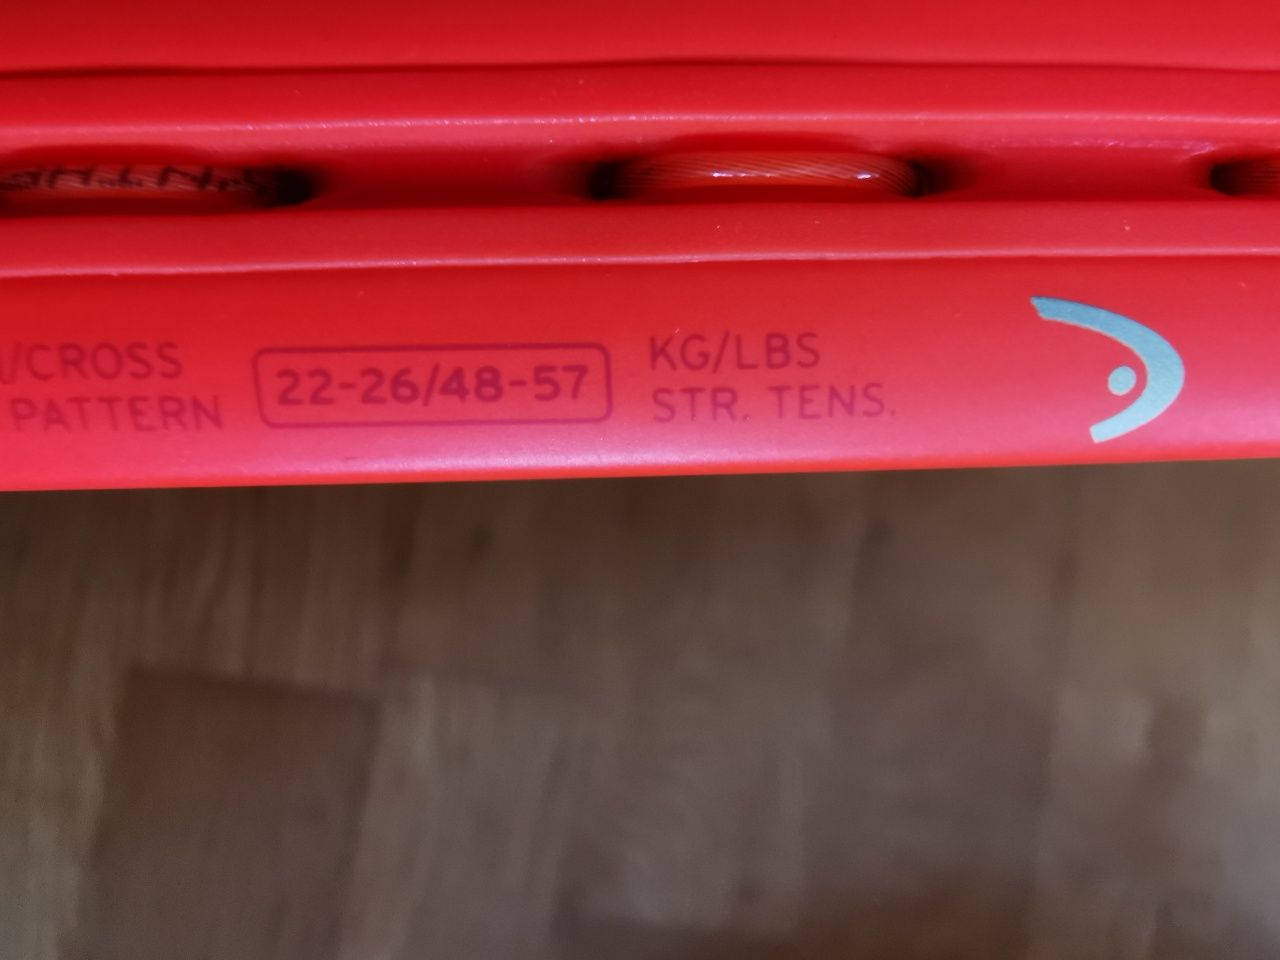 /CROSS
PATTERN
22-26/48-57
KG/LBS
STR. TENS.